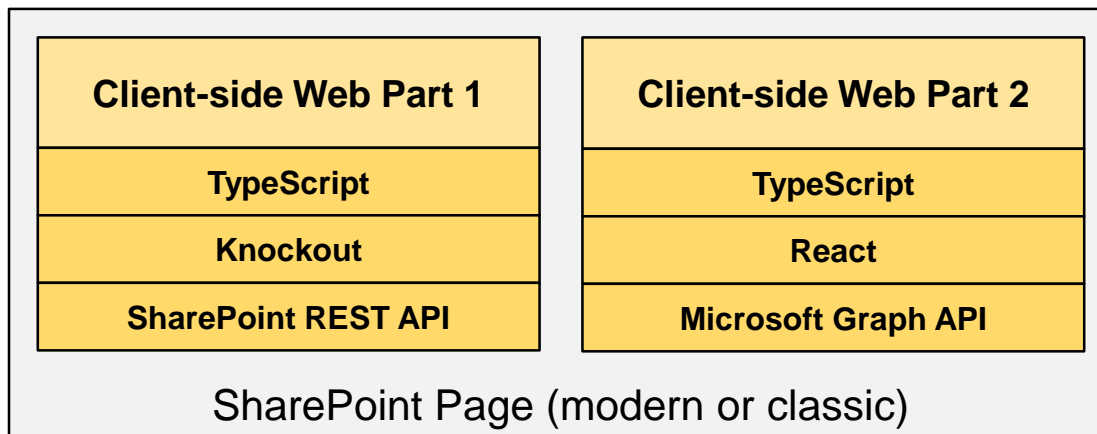 Client-side Web Part 1
TypeScript
Knockout
SharePoint REST API
Client-side Web Part 2
TypeScript
React
Microsoft Graph API
SharePoint Page (modern or classic)